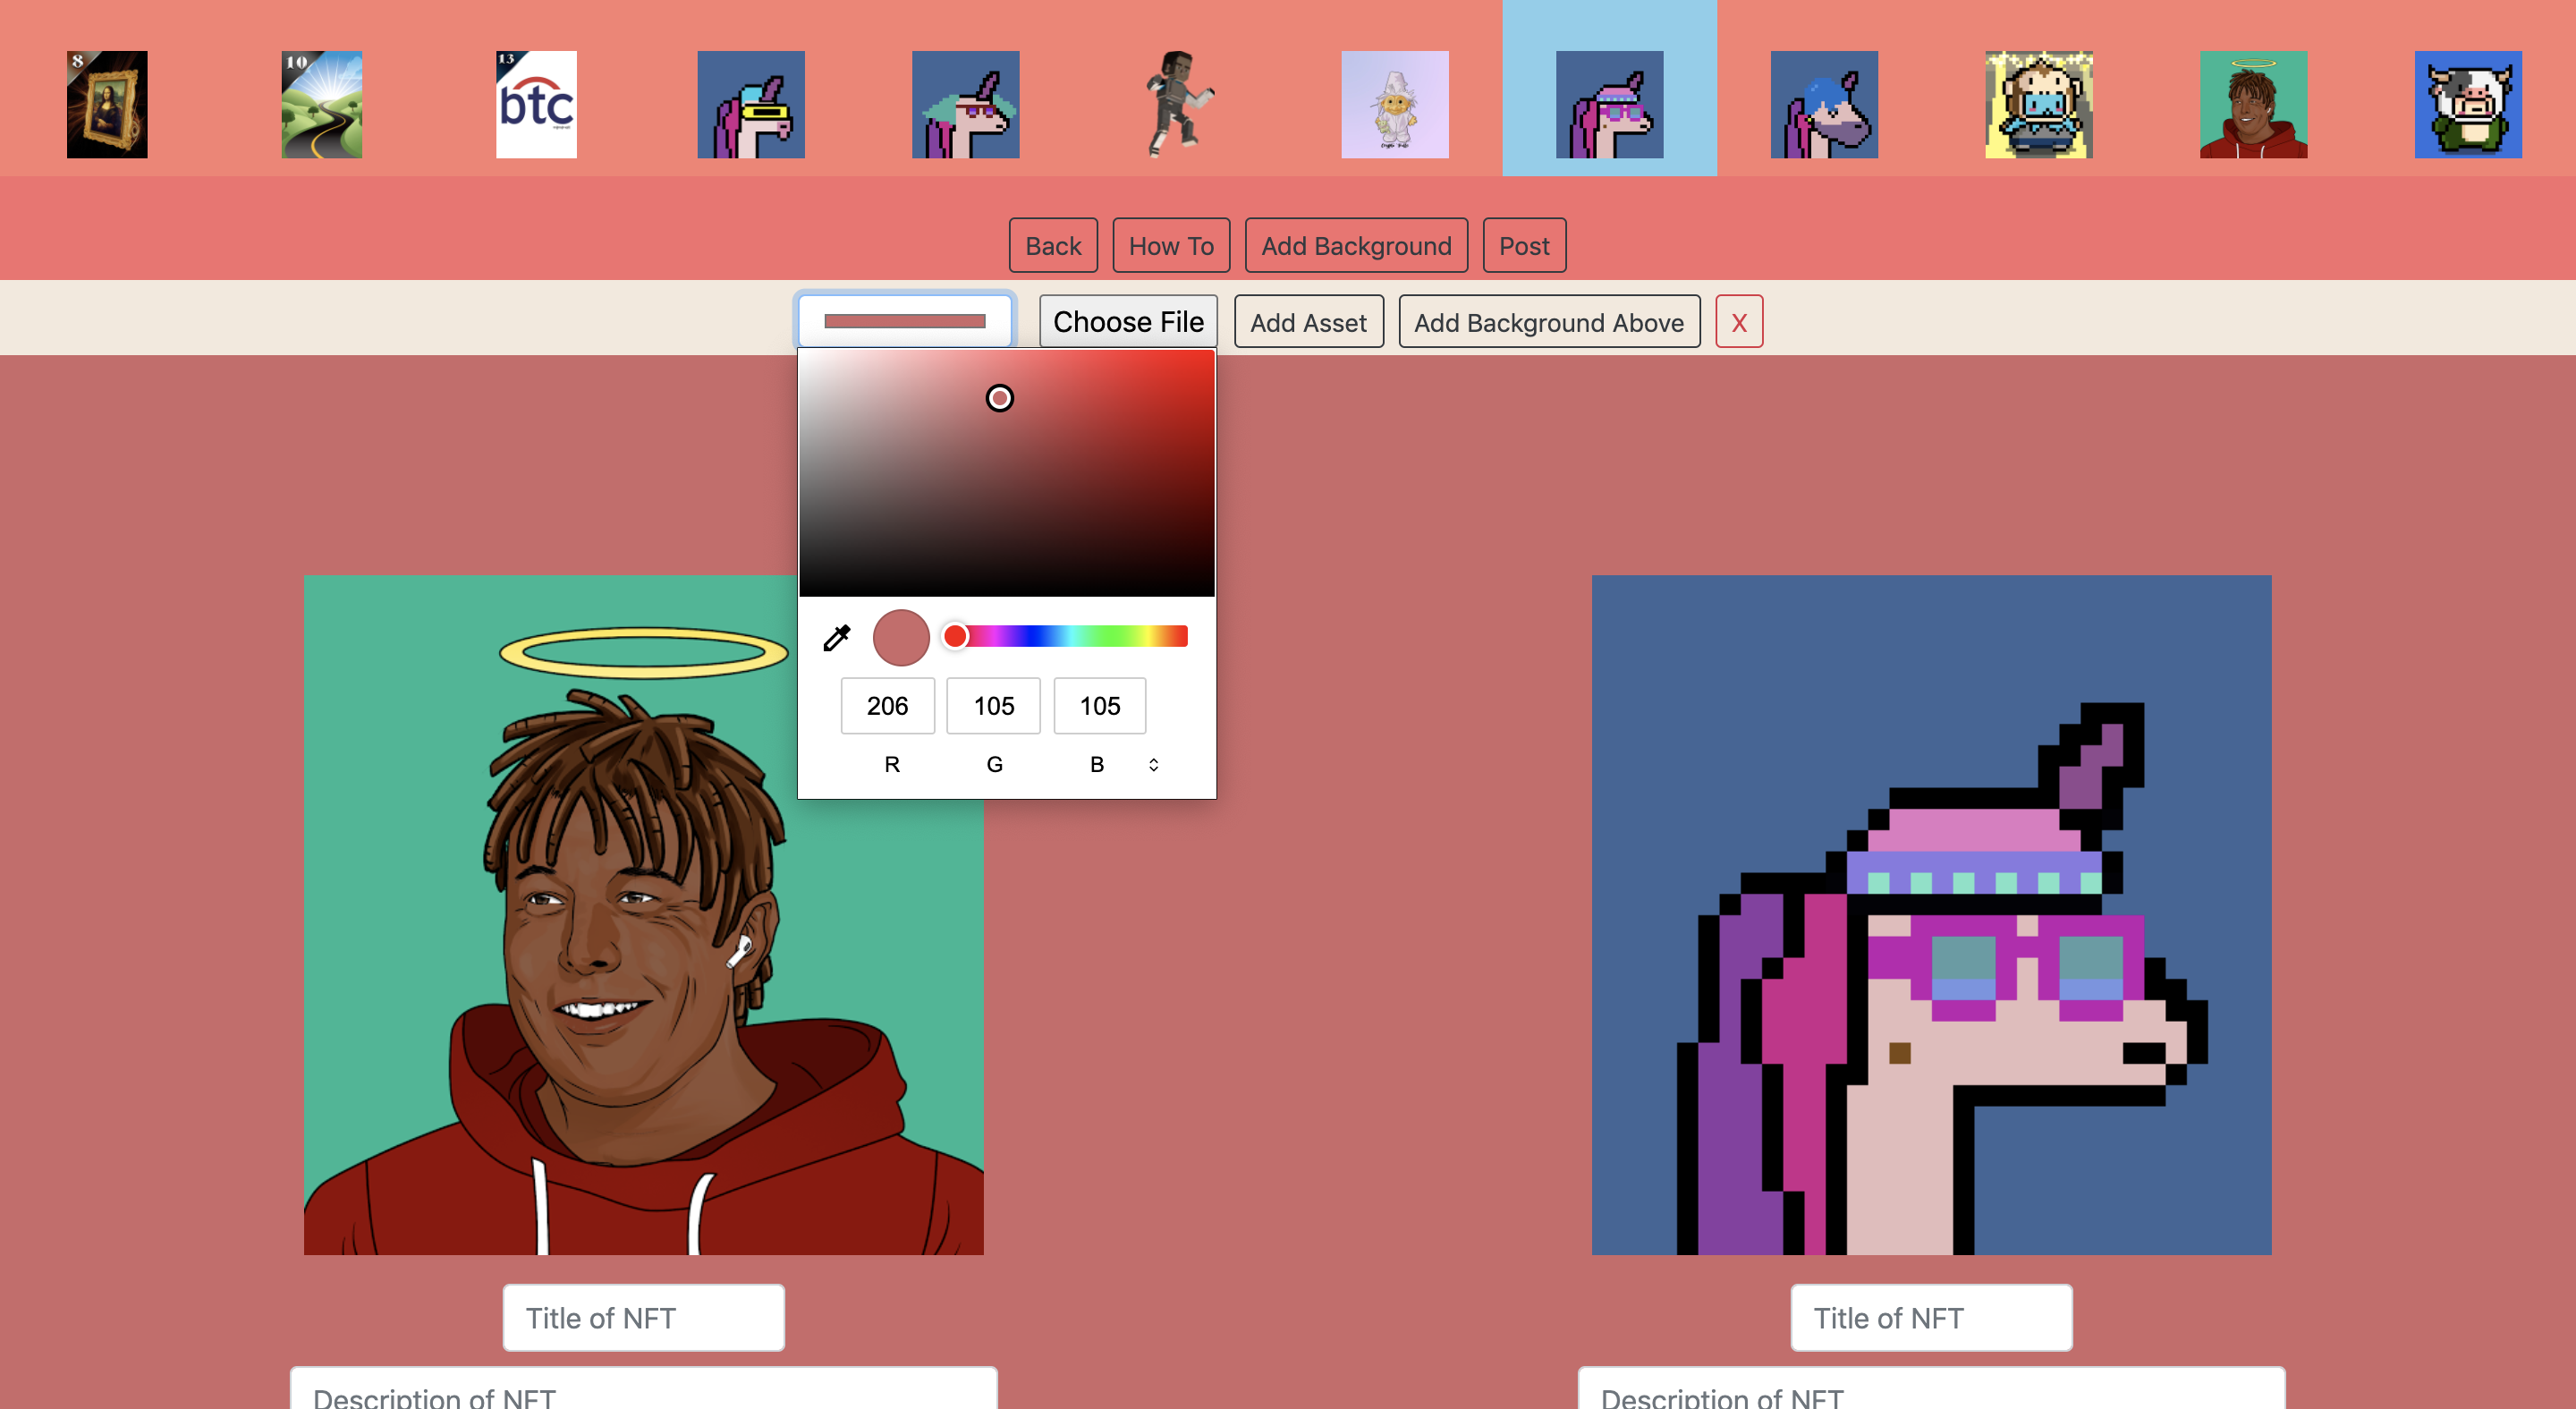 8
10
13
btc
Back How To Add Background Post
Choose File Add Asset Add Background Above X
206 105 105
R G B
Title of NFT Title of NFT
Description of NFT Description of NFT